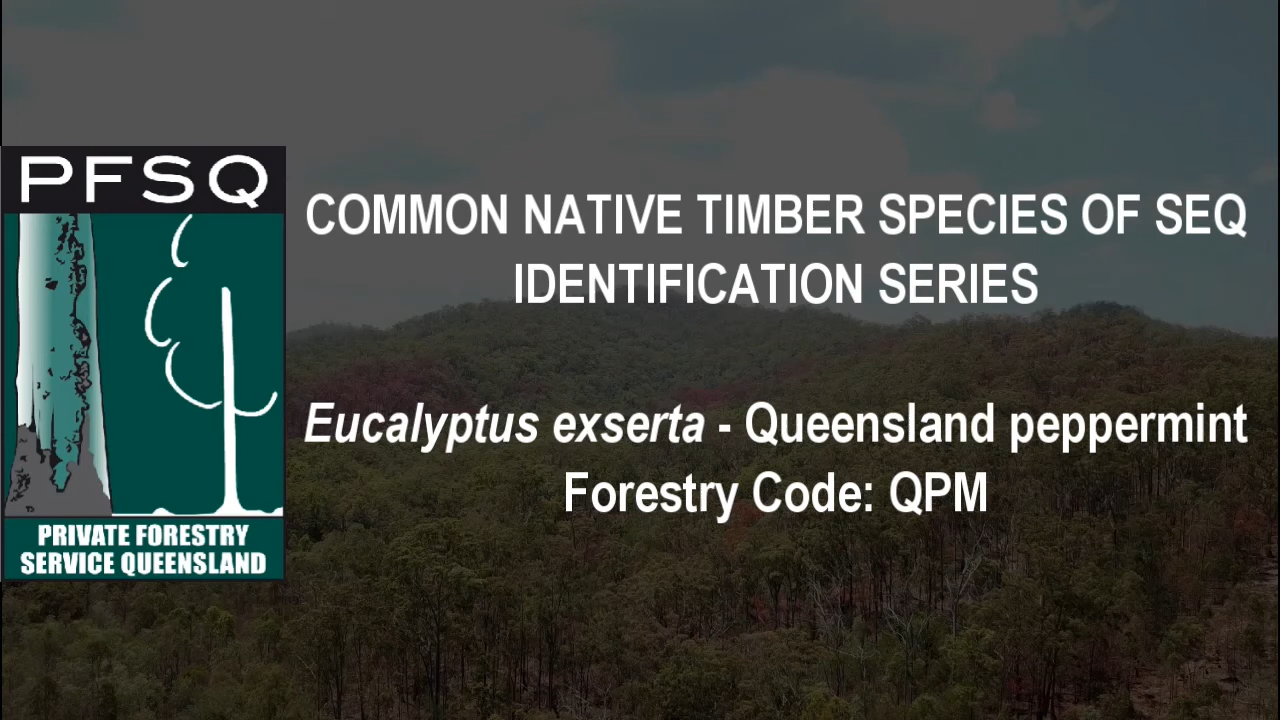 PFSQ
PRIVATE FORESTRY
SERVICE QUEENSLAND
COMMON NATIVE TIMBER SPECIES OF SEQ
IDENTIFICATION SERIES
Eucalyptus exserta - Queensland peppermint
Forestry Code: QPM